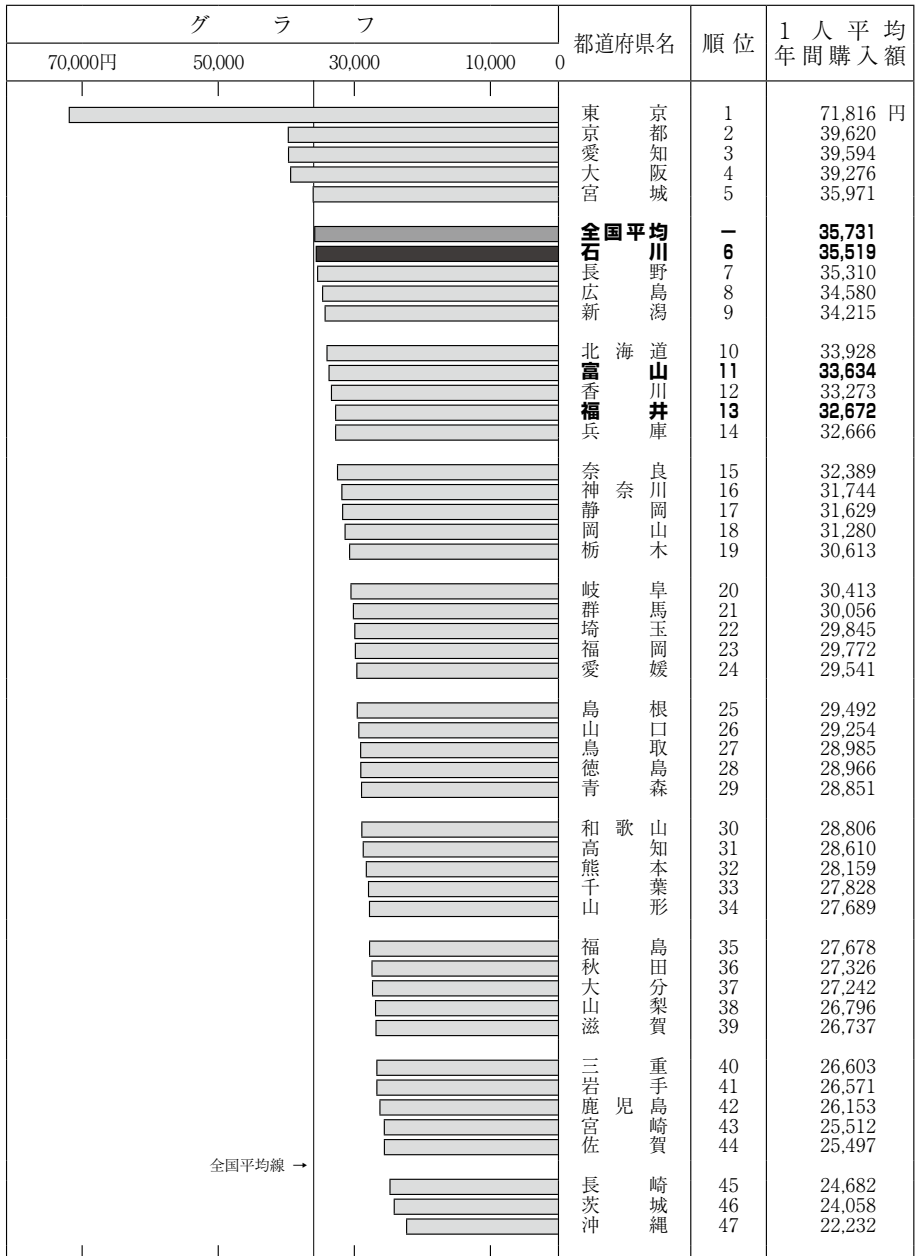 グラフ 都道府県名 順位 1人平均年間購入額
70,000円 50,000 30,000 10,000 0
東京 1 71,816 円
京都 2 39,620
愛知 3 39,594
大阪 4 39,276
宮城 5 35,971
全国平均 － 35,731
石川 6 35,519
長野 7 35,310
広島 8 34,580
新潟 9 34,215
北海道 10 33,928
富山 11 33,634
香川 12 33,273
福井 13 32,672
兵庫 14 32,666
奈良 15 32,389
神奈川 16 31,744
静岡 17 31,629
岡山 18 31,280
栃木 19 30,613
岐阜 20 30,413
群馬 21 30,056
埼玉 22 29,845
福岡 23 29,772
愛媛 24 29,541
島根 25 29,492
山口 26 29,254
鳥取 27 28,985
徳島 28 28,966
青森 29 28,851
和歌山 30 28,806
高知 31 28,610
熊本 32 28,159
千葉 33 27,828
山形 34 27,689
福島 35 27,678
秋田 36 27,326
大分 37 27,242
山梨 38 26,796
滋賀 39 26,737
三重 40 26,603
岩手 41 26,571
鹿児島 42 26,153
宮崎 43 25,512
佐賀 44 25,497
全国平均線 →
長崎 45 24,682
茨城 46 24,058
沖縄 47 22,232